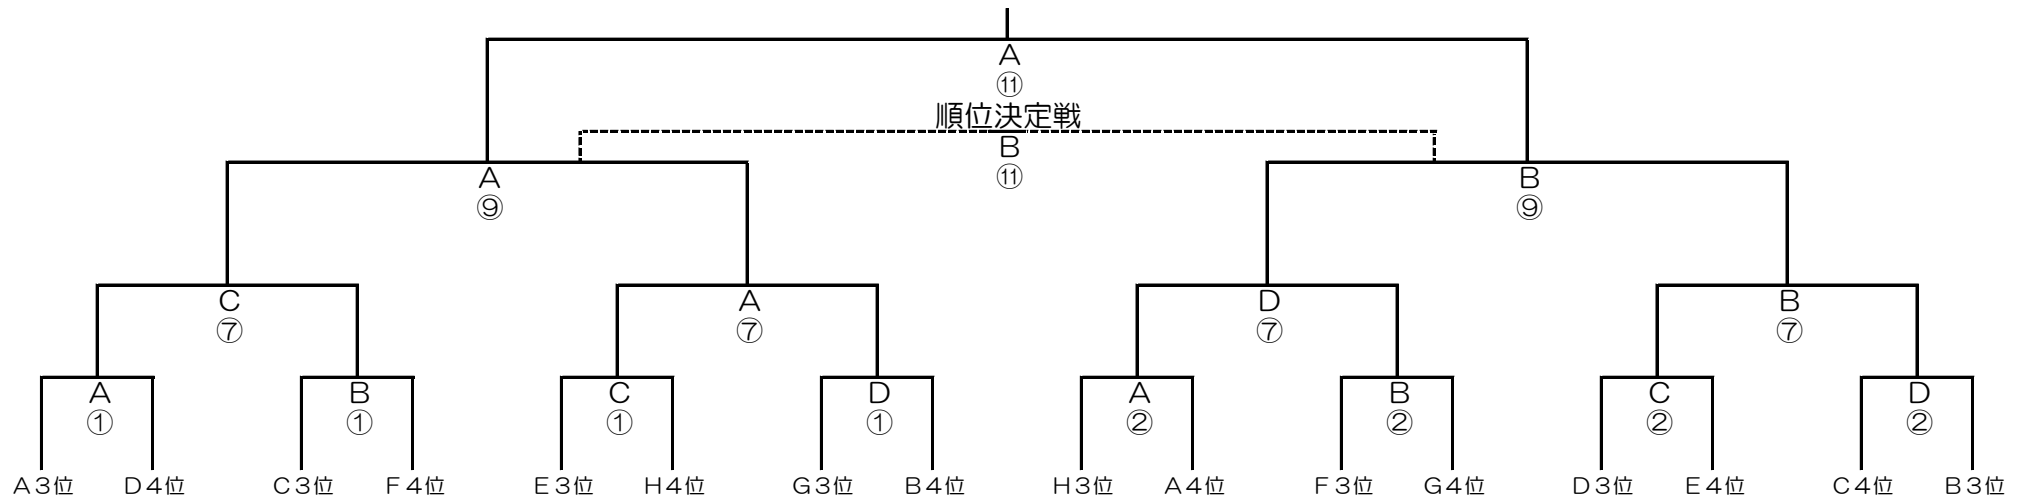 A
⑪
順位決定戦
B
⑪
A
⑨
B
⑨
C
⑦
A
⑦
D
⑦
B
⑦
A
①
B
①
C
①
D
①
A
②
B
②
C
②
D
②
A3位 D4位 C3位 F4位 E3位 H4位 G3位 B4位 H3位 A4位 F3位 G4位 D3位 E4位 C4位 B3位